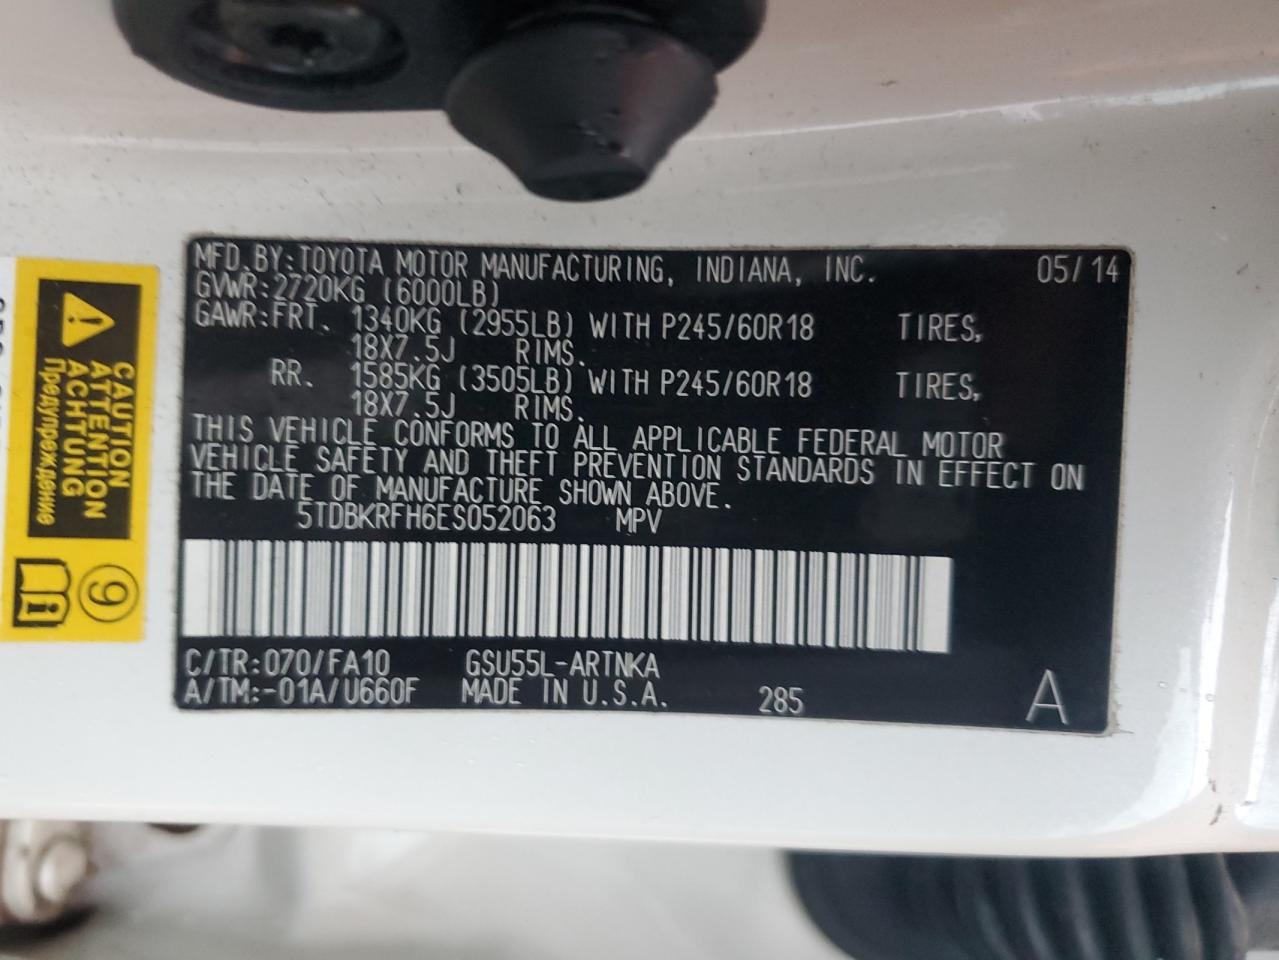 MFD.BY:TOYOTA MOTOR MANUFACTURING, INDIANA, INC. 05/14
GVWR:2720KG (6000LB)
GAWR:FRT. 1340KG (2955LB) WITH P245/60R18 TIRES,
18X7.5J RIMS.
RR. 1585KG (3505LB) WITH P245/60R18 TIRES,
18X7.5J RIMS.
THIS VEHICLE CONFORMS TO ALL APPLICABLE FEDERAL MOTOR
VEHICLE SAFETY AND THEFT PREVENTION STANDARDS IN EFFECT ON
THE DATE OF MANUFACTURE SHOWN ABOVE.
5TDBKRFH6ES052063 MPV
C/TR:070/FA10 GSU55L-ARTNKA
A/TM:-01A/U660F MADE IN U.S.A. 285 A
CAUTION
ATTENTION
ACHTUNG
Предупреждение
9